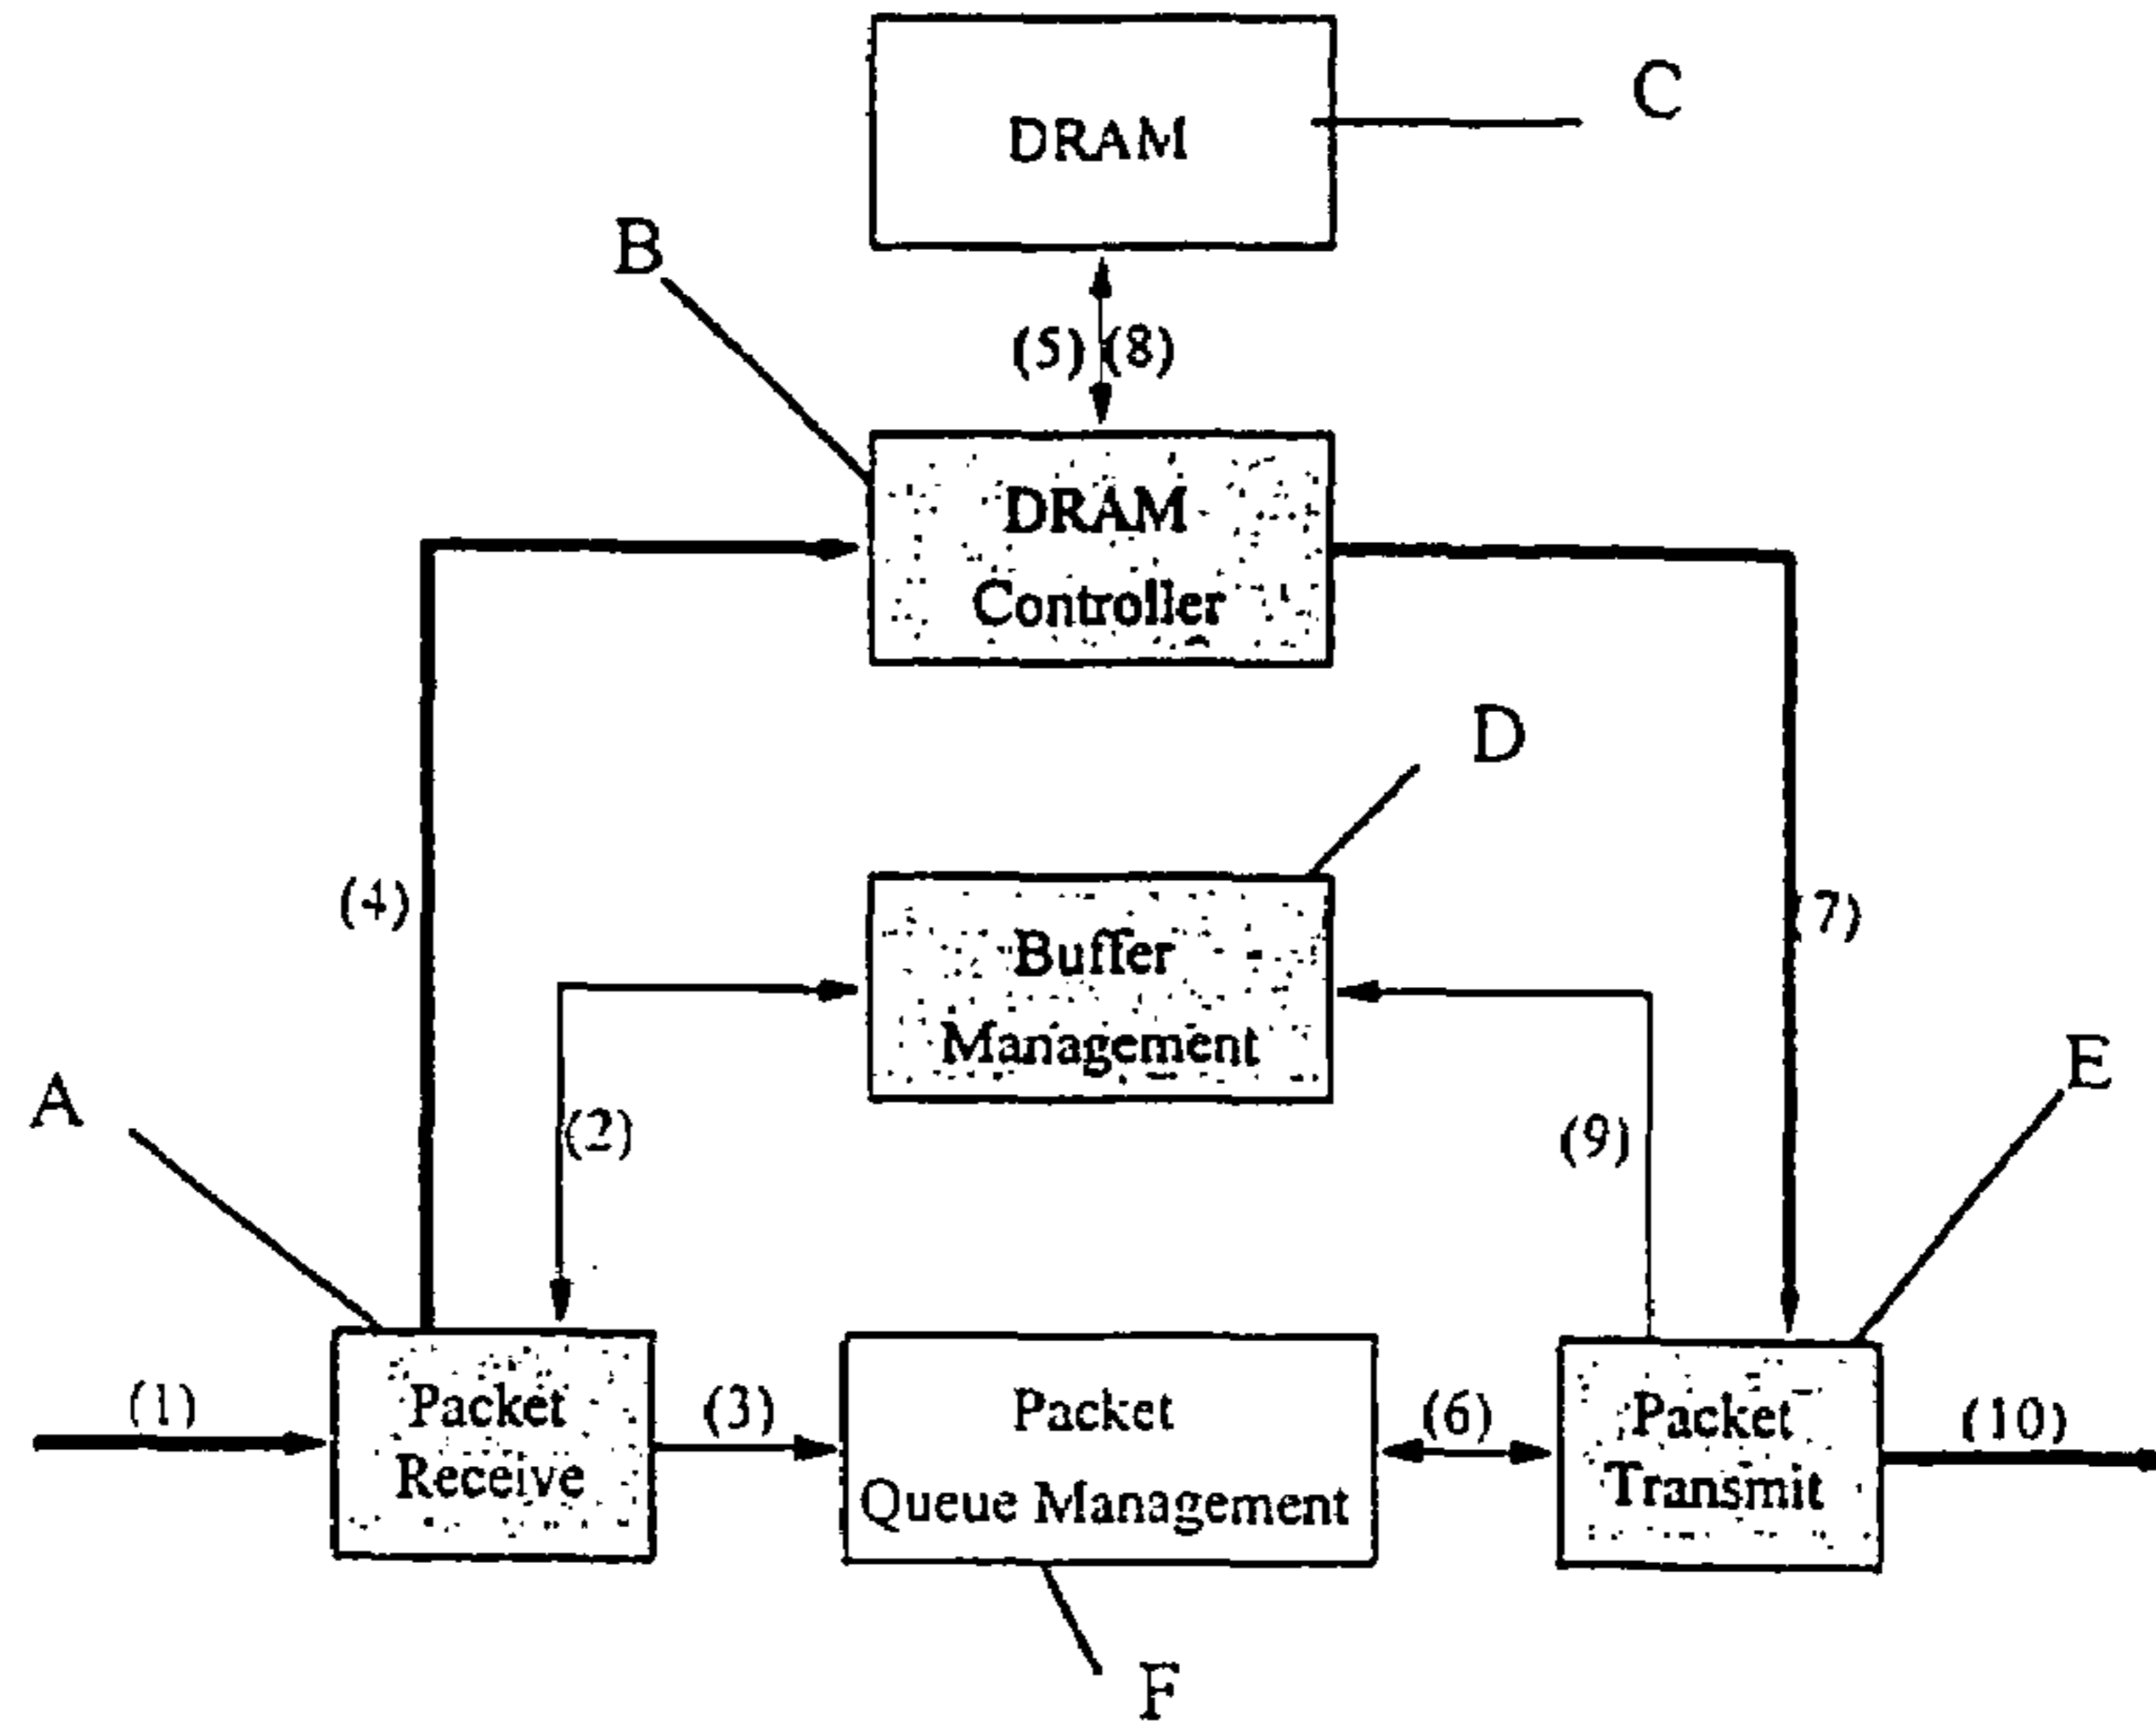 DRAM
C
B
(5) (8)
DRAM
Controller
D
(4)
7)
Buffer
Management
A
E
(2)
(9)
(1)
Packet
Receive
(3)
Packet
Queue Management
(6)
Packet
Transmit
(10)
F